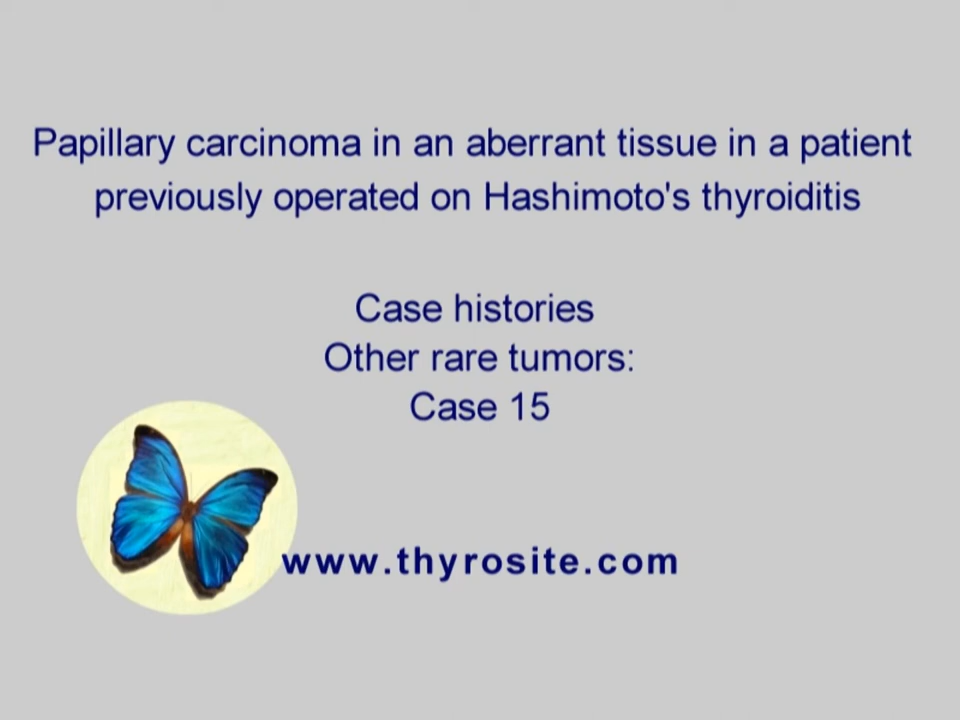 Papillary carcinoma in an aberrant tissue in a patient
previously operated on Hashimoto's thyroiditis
Case histories
Other rare tumors:
Case 15
www.thyrosite.com